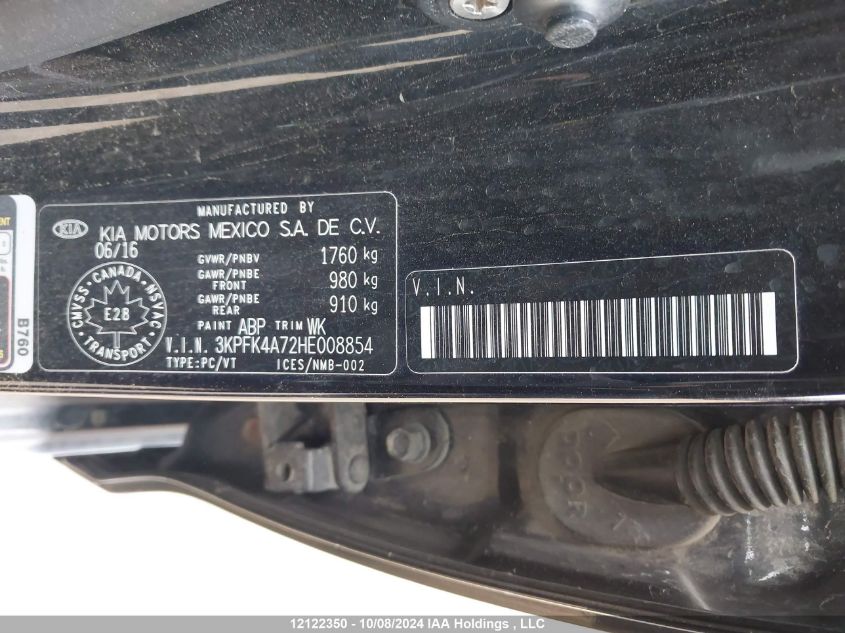 MANUFACTURED BY
KIA KIA MOTORS MEXICO S.A. DE C.V.
06/16
GVWR/PNBV 1760 kg
GAWR/PNBE FRONT 980 kg
GAWR/PNBE REAR 910 kg
CMVSS-CANADA-NSVAC
E2B
TRANSPORT
PAINT ABP TRIM WK
V.I.N. 3KPFK4A72HE008854
TYPE:PC/VT ICES/NMB-002
V.I.N.
B760
DOOR
12122350 - 10/08/2024 IAA Holdings , LLC